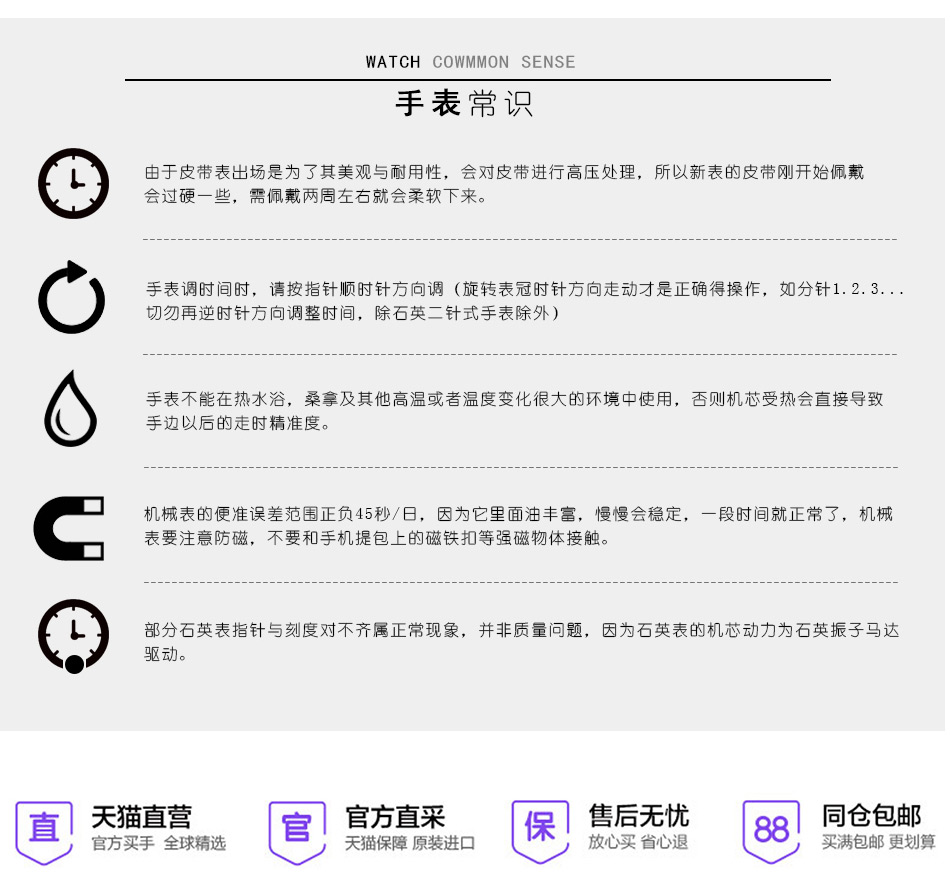 WATCH COWMMON SENSE
手表常识
由于皮带表出场是为了其美观与耐用性，会对皮带进行高压处理，所以新表的皮带刚开始佩戴
会过硬一些，需佩戴两周左右就会柔软下来。
手表调时间时，请按指针顺时针方向调（旋转表冠时针方向走动才是正确得操作，如分针1.2.3...
切勿再逆时针方向调整时间，除石英二针式手表除外）
手表不能在热水浴，桑拿及其他高温或者温度变化很大的环境中使用，否则机芯受热会直接导致
手边以后的走时精准度。
机械表的便准误差范围正负45秒/日，因为它里面油丰富，慢慢会稳定，一段时间就正常了，机械
表要注意防磁，不要和手机提包上的磁铁扣等强磁物体接触。
部分石英表指针与刻度对不齐属正常现象，并非质量问题，因为石英表的机芯动力为石英振子马达
驱动。
直 天猫直营 官 官方直采 保 售后无忧 88 同仓包邮
官方买手 全球精选 天猫保障 原装进口 放心买 省心退 买满包邮 更划算